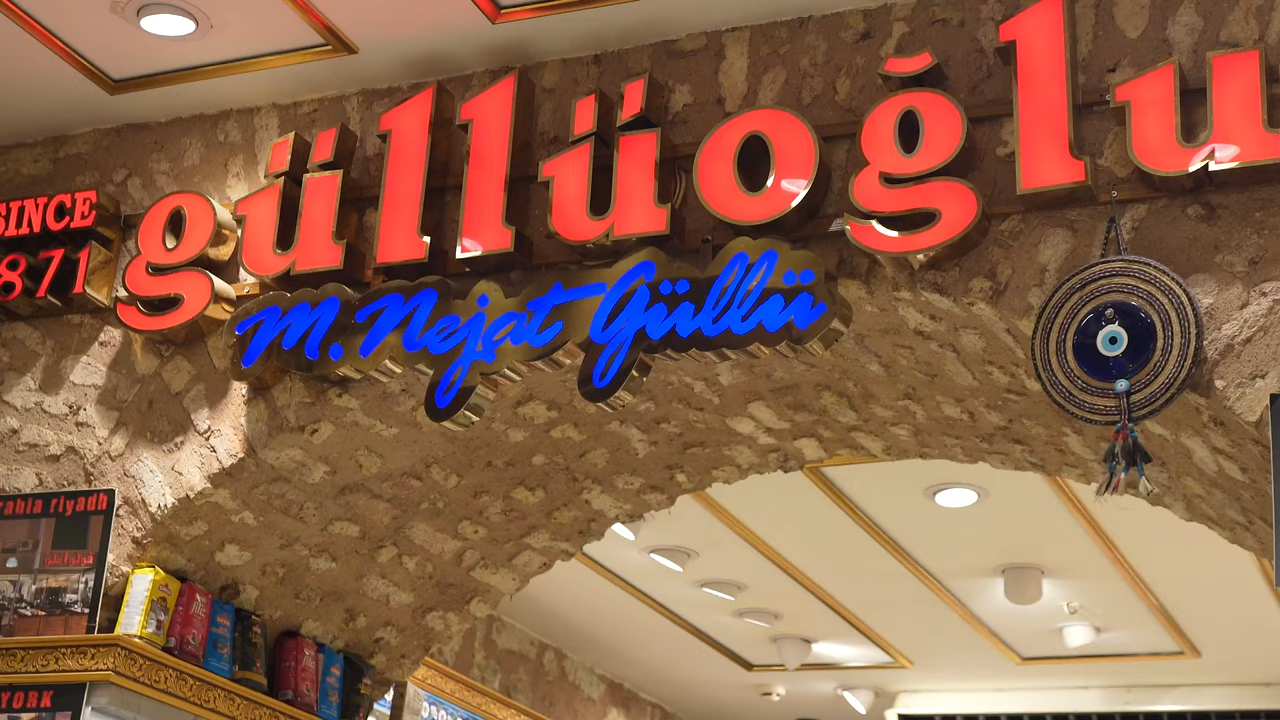 SINCE
871
güllüoğlu
M. Nejat Güllü
rabia riyadh
YORK